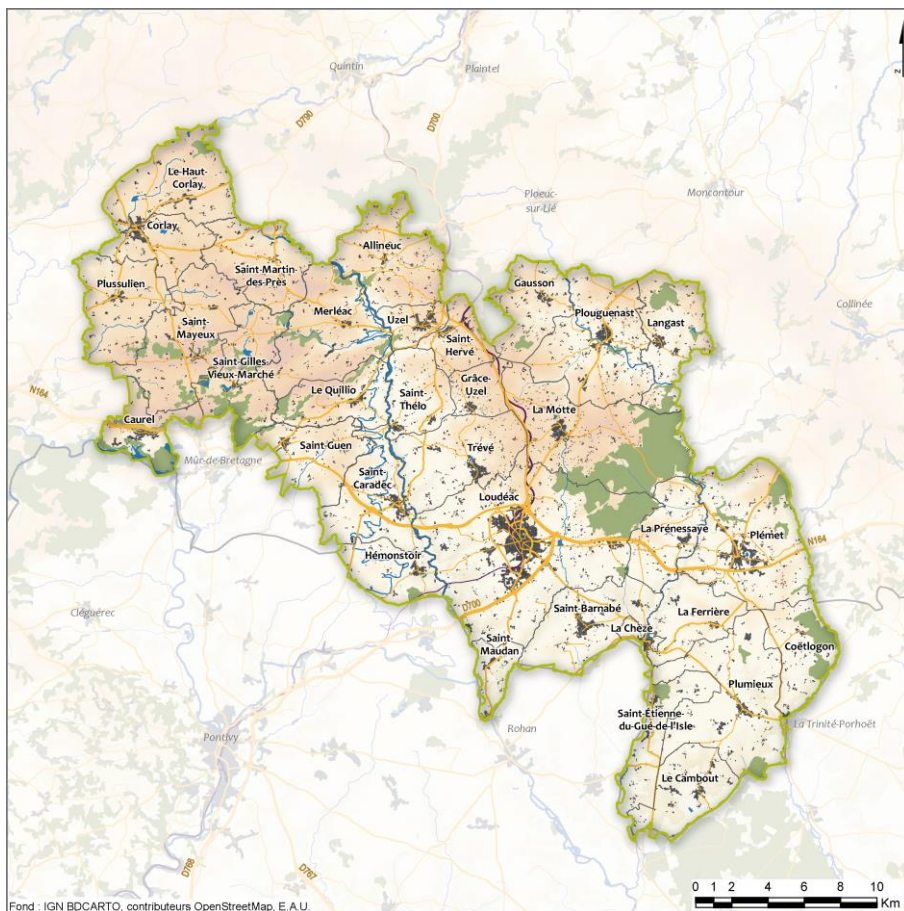 Quintin
Plaintel
D790
D700
N
Le-Haut-
Corlay
Moncontour
Ploeuc-
sur-Lié
Corlay
Allineuc
Saint-Martin
des-Près
Gausson
Plussulien
Collinée
Merléac
Uzel
Plouguenast
Langast
Saint-
Mayeux
Saint-
Hervé
Saint-Gilles-
Vieux-Marché
Grâce-
Uzel
N164
Le Quillio
Saint-
Thélo
La Motte
Caurel
Saint-Guen
Trévé
Mûr-de-Bretagne
Saint-
Caradec
Loudéac
La Prénessaye
Plémet
N164
Hémonstoir
Cléguérec
D700
Saint-Barnabé
La Ferrière
La Chèze
Saint-
Maudan
Coëtlogon
Plumieux
Saint-Étienne-
du-Gué-de-l'Isle
La Trinité-Porhoët
Pontivy
Rohan
Le Cambout
D768
D767
0 1 2 4 6 8 10
Km
Fond : IGN BDCARTO, contributeurs OpenStreetMap, E.A.U.